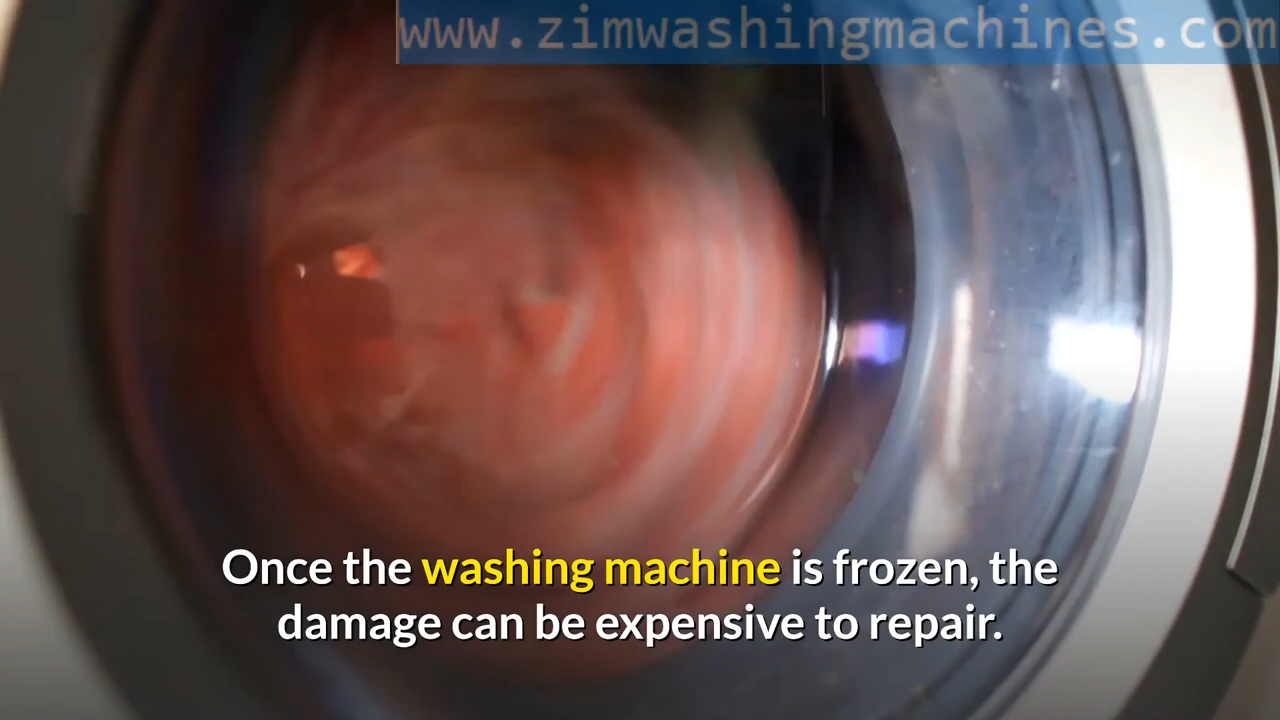 www.zimwashingmachines.com
Once the washing machine is frozen, the
damage can be expensive to repair.